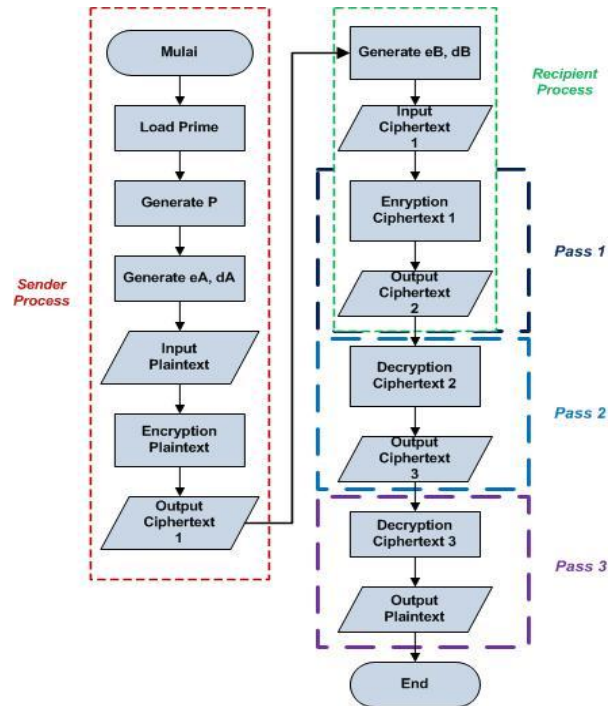 Mulai
Load Prime
Generate P
Generate eA, dA
Input
Plaintext
Encryption
Plaintext
Output
Ciphertext
1
Sender
Process
Generate eB, dB
Input
Ciphertext
1
Enryption
Ciphertext 1
Output
Ciphertext
2
Decryption
Ciphertext 2
Output
Ciphertext
3
Decryption
Ciphertext 3
Output
Plaintext
End
Recipient
Process
Pass 1
Pass 2
Pass 3